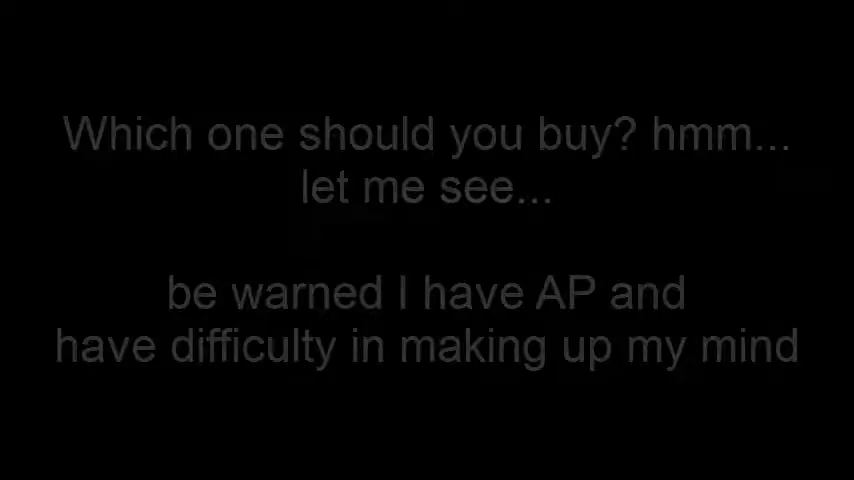 Which one should you buy? hmm...
let me see...
be warned I have AP and
have difficulty in making up my mind